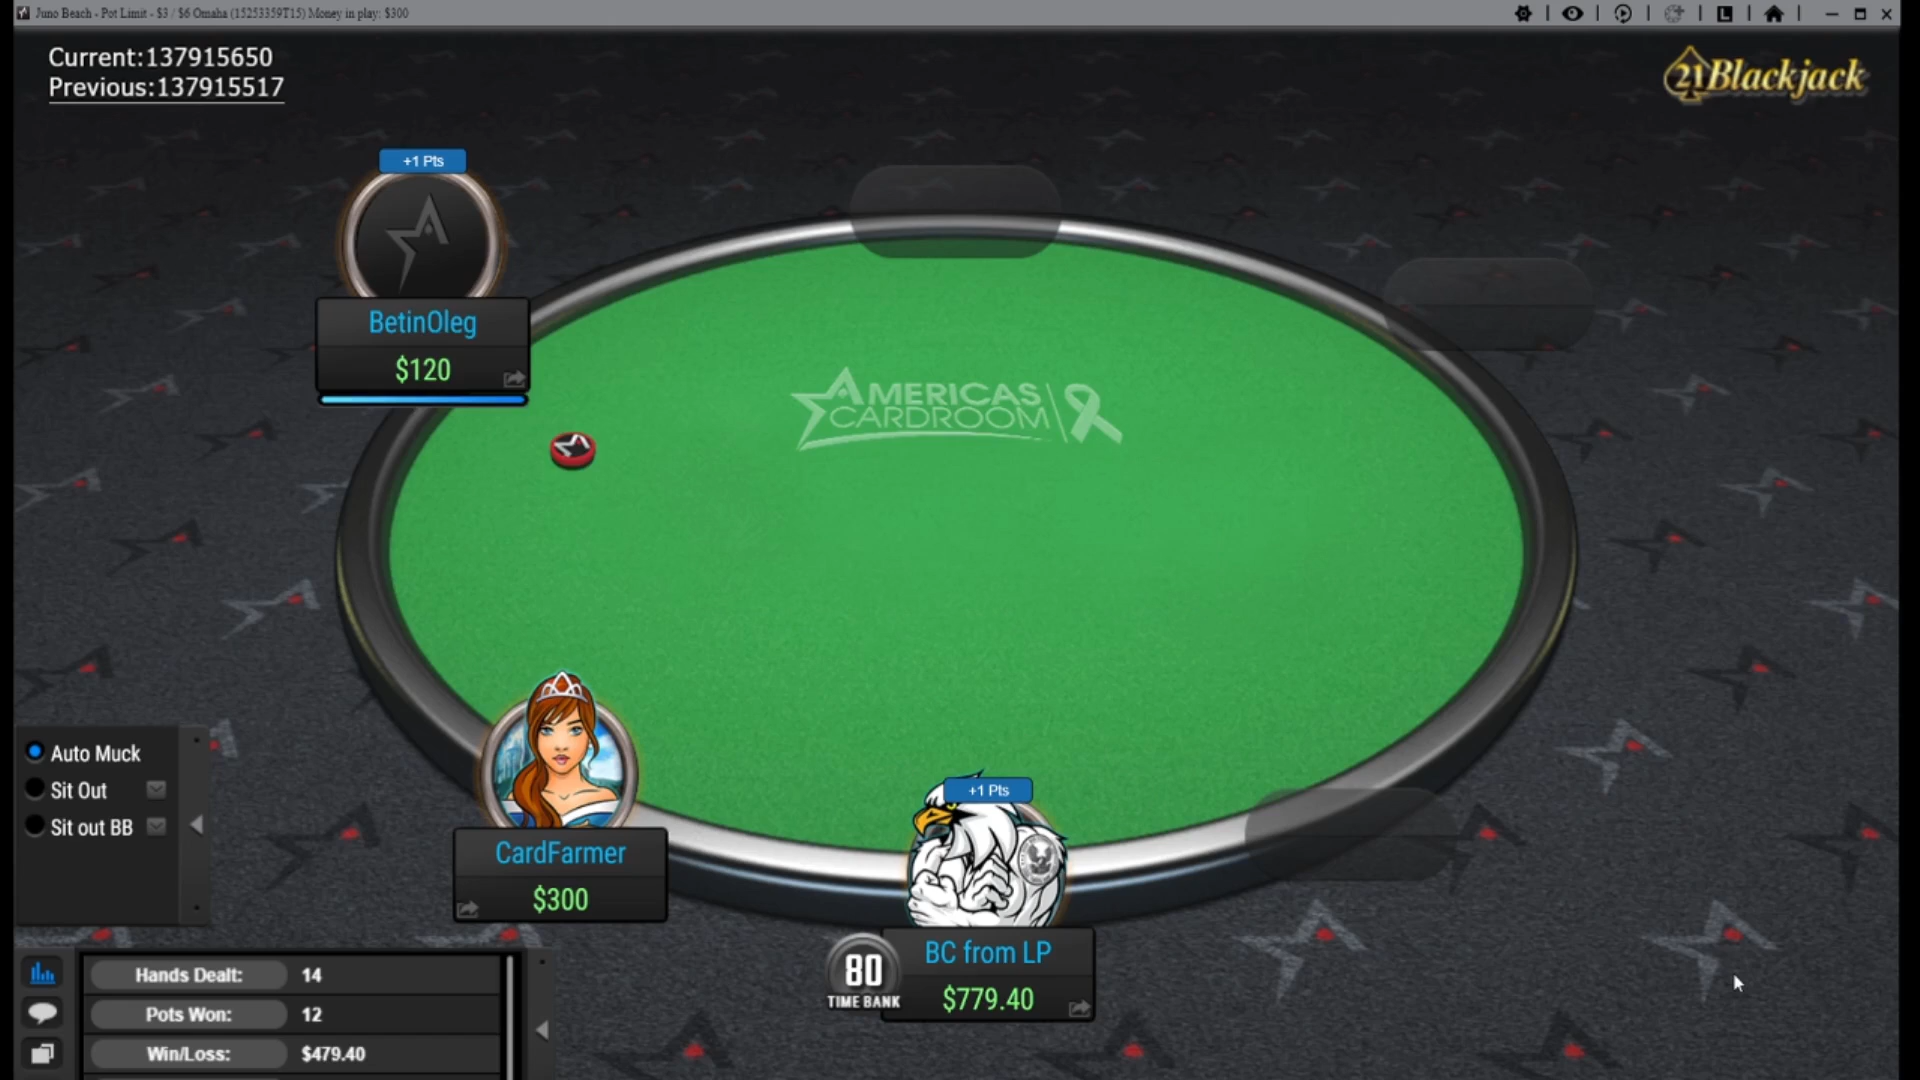 Juno Beach - Pot Limit - $3 / $6 Omaha (15253359T15) Money in play: $300
Current:137915650
Previous:137915517
21 Blackjack
+1 Pts
BetinOleg
$120
AMERICAS
CARDROOM
CardFarmer
$300
+1 Pts
BC from LP
$779.40
80
TIME BANK
Auto Muck
Sit Out
Sit out BB
Hands Dealt: 14
Pots Won: 12
Win/Loss: $479.40